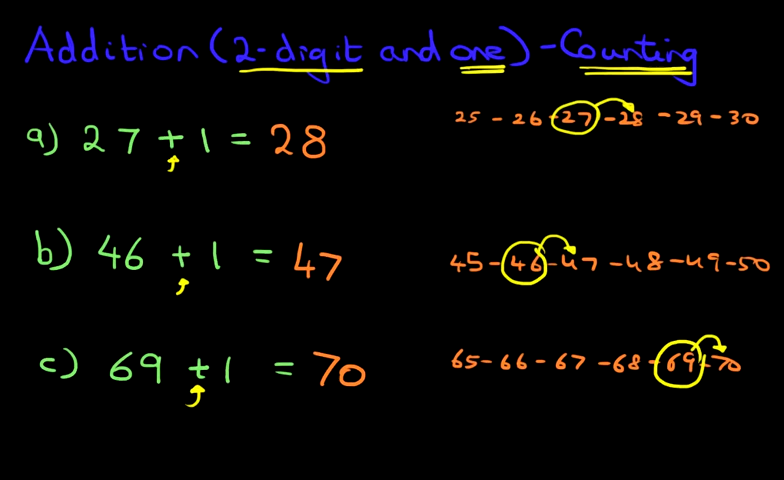 Addition (2-digit and one) - Counting
a) 27 + 1 = 28
25 - 26 - 27 - 28 - 29 - 30
b) 46 + 1 = 47
45 - 46 - 47 - 48 - 49 - 50
c) 69 + 1 = 70
65 - 66 - 67 - 68 - 69 - 70